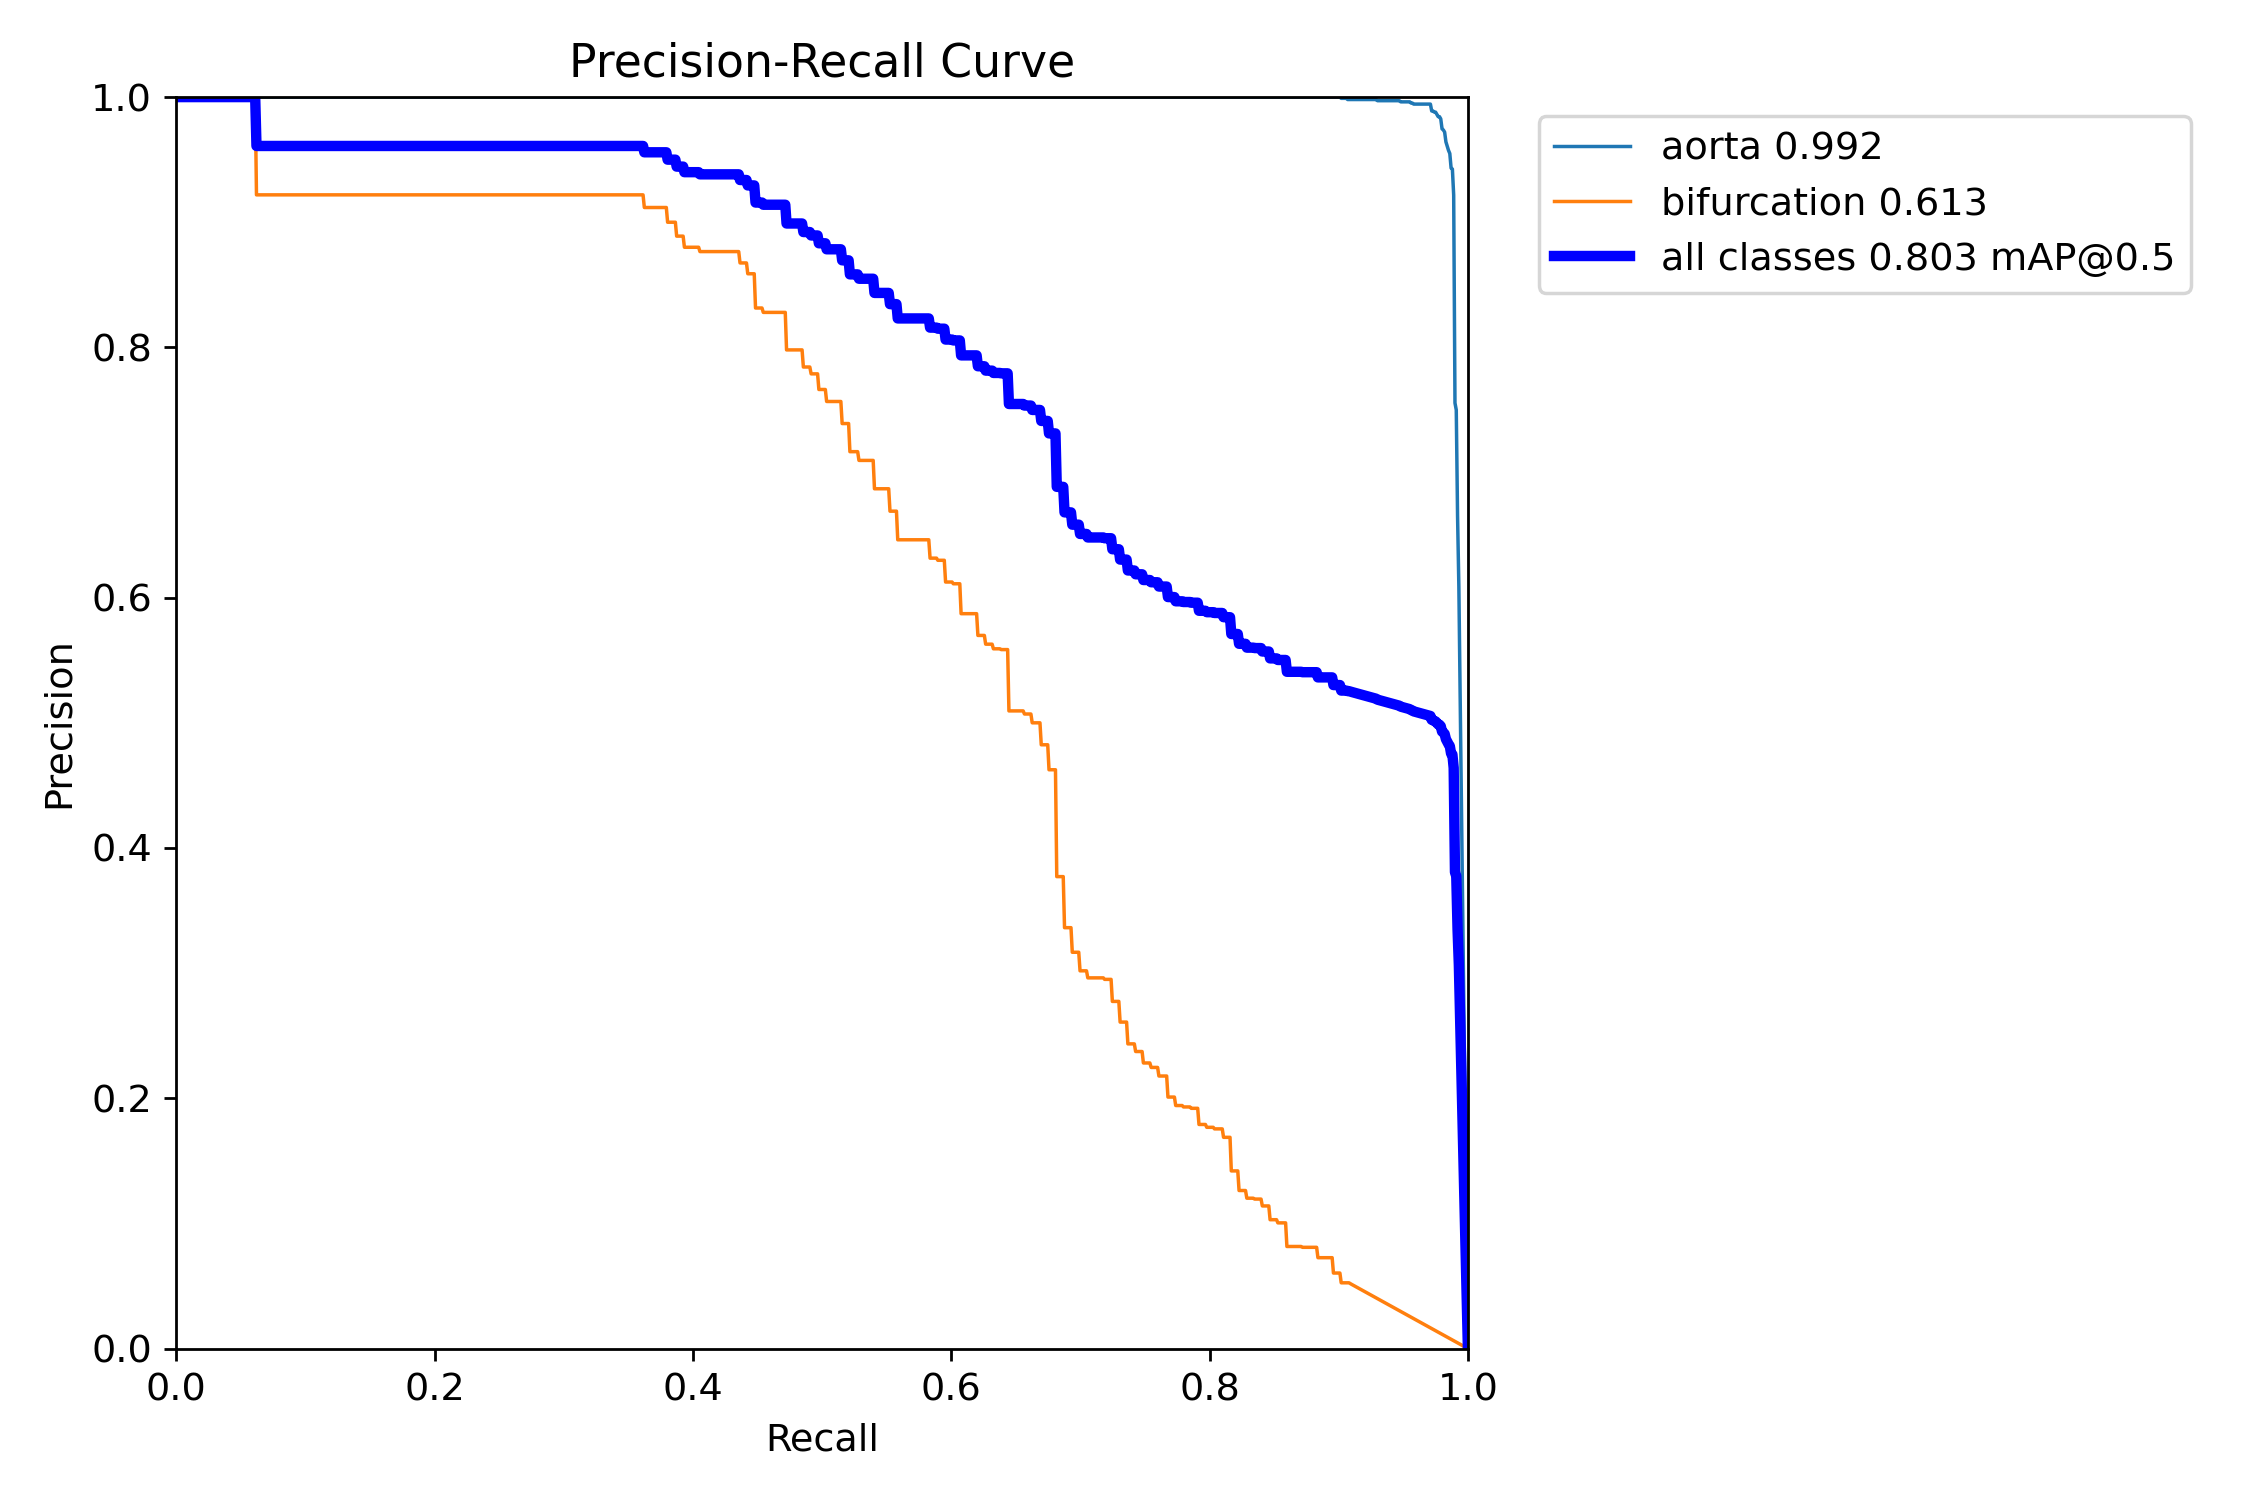 Precision-Recall Curve
1.0
0.8
0.6
0.4
0.2
0.0
Precision
0.0 0.2 0.4 0.6 0.8 1.0
Recall
aorta 0.992
bifurcation 0.613
all classes 0.803 mAP@0.5